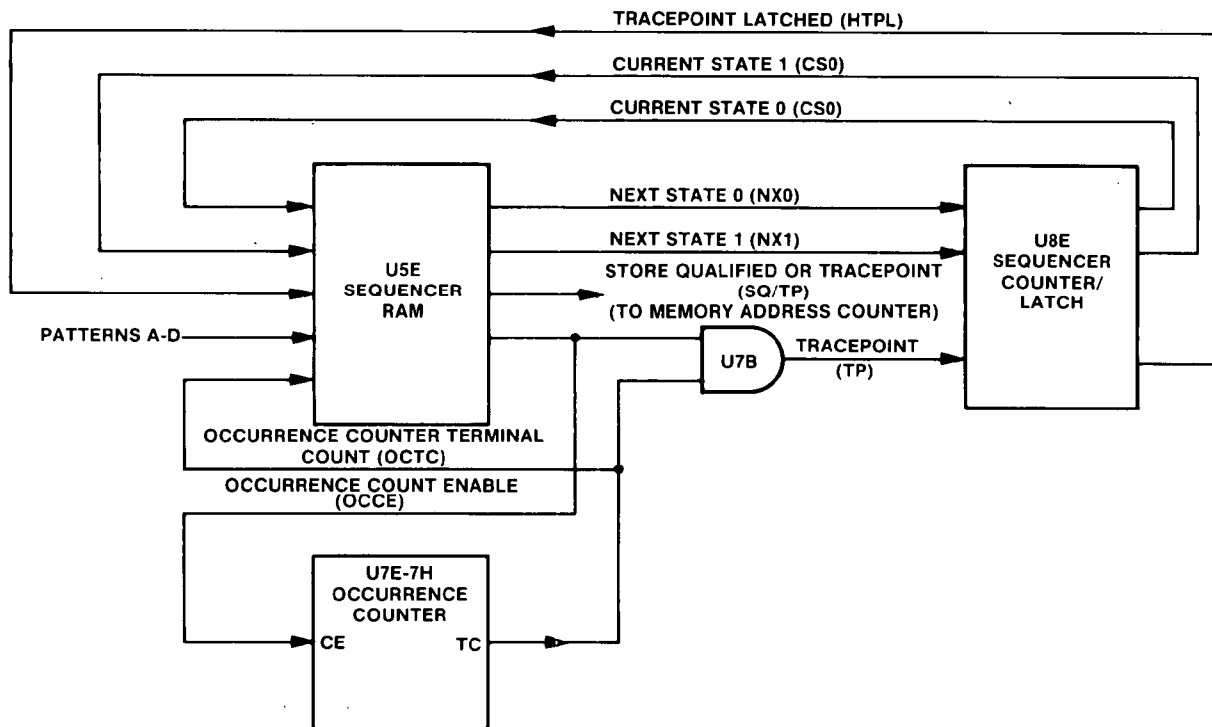 TRACEPOINT LATCHED (HTPL)
CURRENT STATE 1 (CS0)
CURRENT STATE 0 (CS0)
NEXT STATE 0 (NX0)
NEXT STATE 1 (NX1)
U5E
SEQUENCER
RAM
STORE QUALIFIED OR TRACEPOINT
(SQ/TP)
(TO MEMORY ADDRESS COUNTER)
U8E
SEQUENCER
COUNTER/
LATCH
PATTERNS A-D
U7B
TRACEPOINT
(TP)
OCCURRENCE COUNTER TERMINAL
COUNT (OCTC)
OCCURRENCE COUNT ENABLE
(OCCE)
U7E-7H
OCCURRENCE
COUNTER
CE
TC